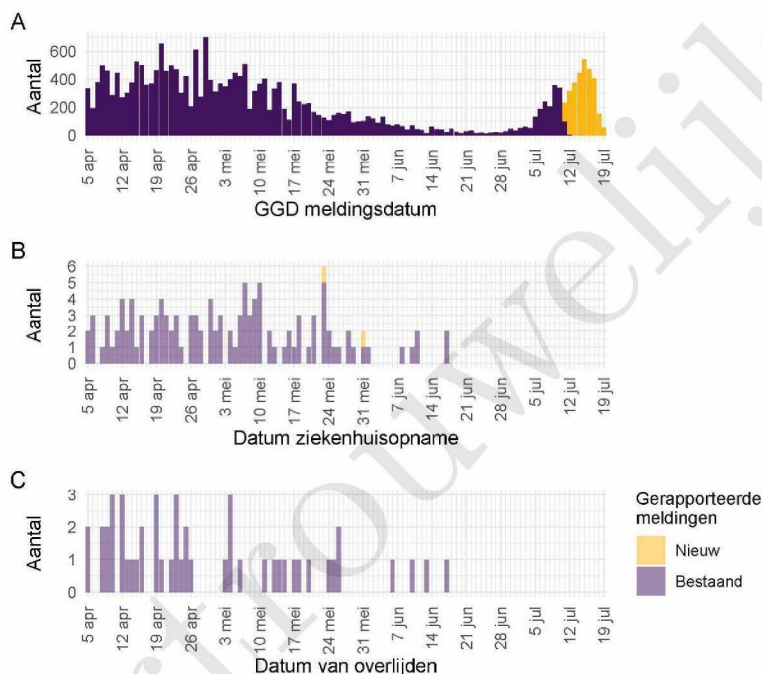 A
Aantal
600
400
200
0
5 apr
12 apr
19 apr
26 apr
3 mei
10 mei
17 mei
24 mei
31 mei
7 jun
14 jun
21 jun
28 jun
5 jul
12 jul
19 jul
GGD meldingsdatum
B
Aantal
6
5
4
3
2
1
0
5 apr
12 apr
19 apr
26 apr
3 mei
10 mei
17 mei
24 mei
31 mei
7 jun
14 jun
21 jun
28 jun
5 jul
12 jul
19 jul
Datum ziekenhuisopname
C
Aantal
3
2
1
0
5 apr
12 apr
19 apr
26 apr
3 mei
10 mei
17 mei
24 mei
31 mei
7 jun
14 jun
21 jun
28 jun
5 jul
12 jul
19 jul
Datum van overlijden
Gerapporteerde
meldingen
Nieuw
Bestaand